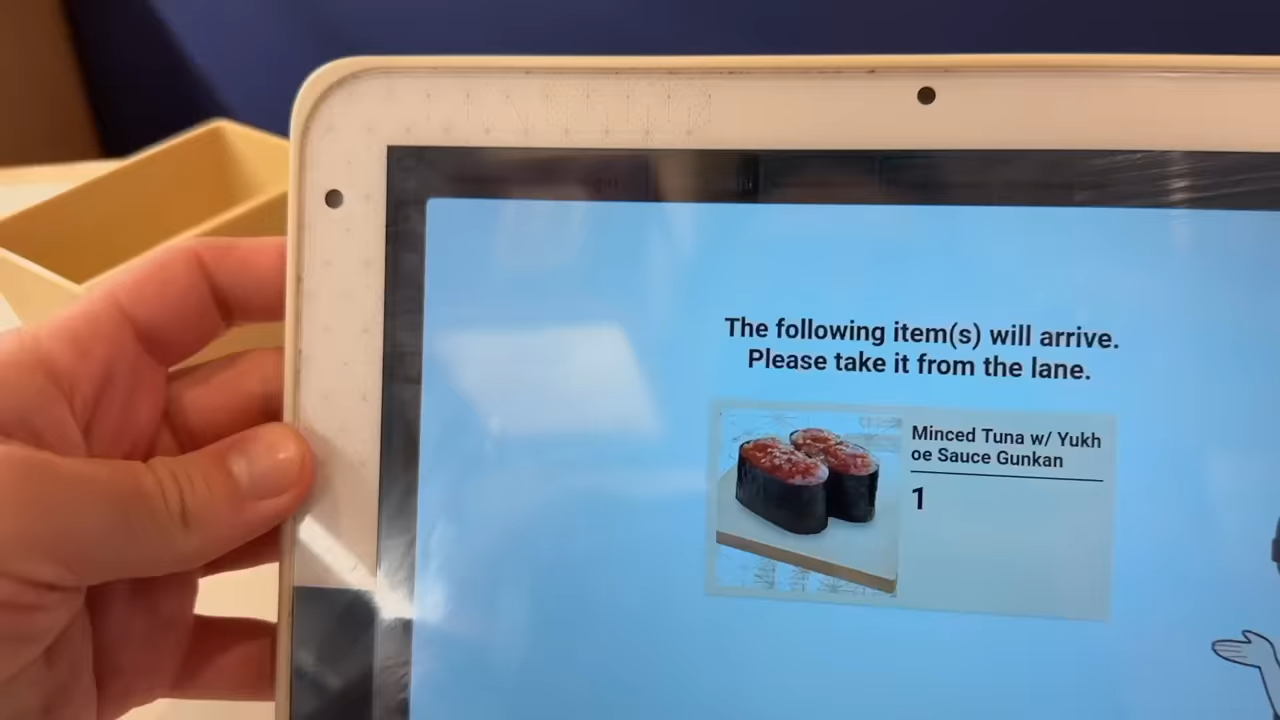 The following item(s) will arrive.
Please take it from the lane.
Minced Tuna w/ Yukh
oe Sauce Gunkan
1